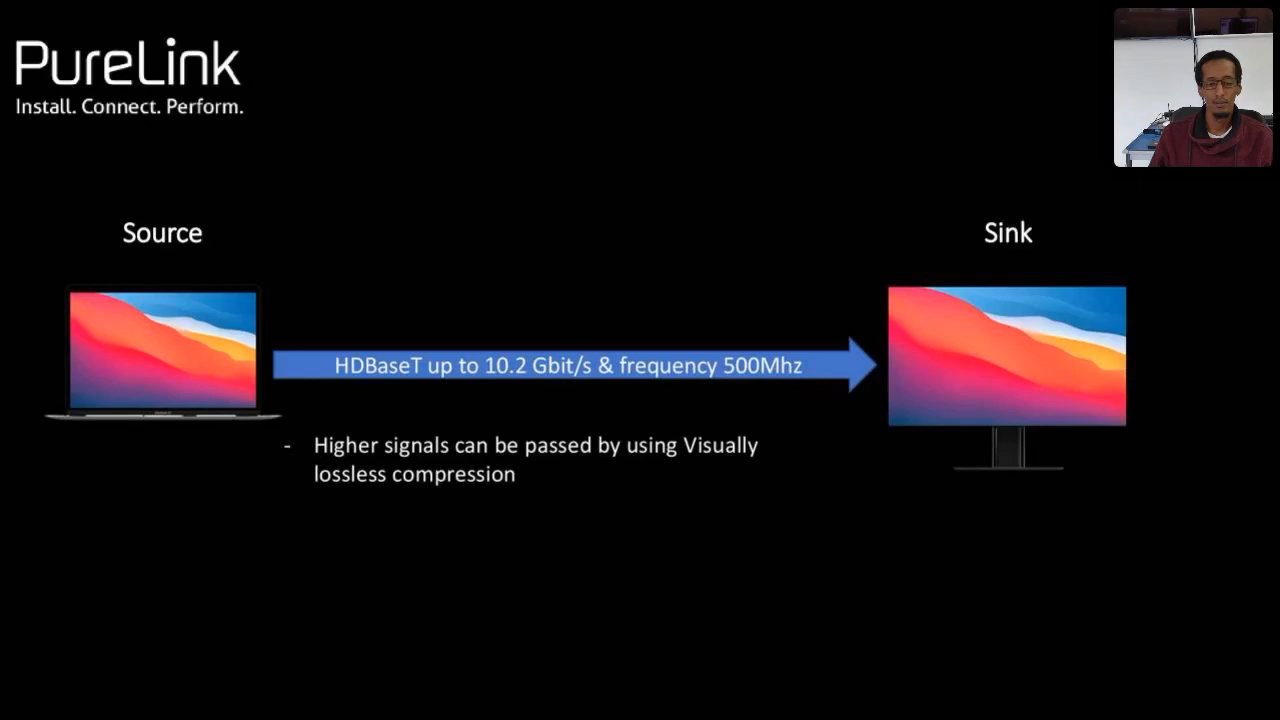 PureLink
Install. Connect. Perform.
Source
Sink
HDBaseT up to 10.2 Gbit/s & frequency 500Mhz
- Higher signals can be passed by using Visually
lossless compression